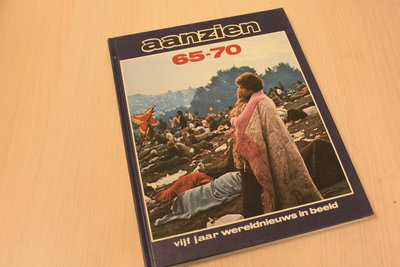 aanzien
65-70
vijf jaar wereldnieuws in beeld